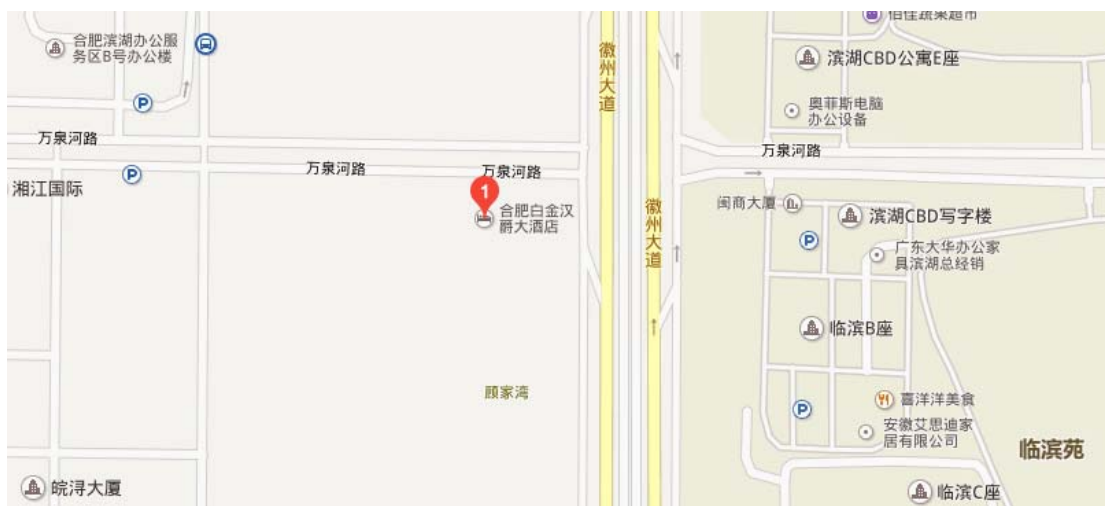 佰佳蔬果超市
合肥滨湖办公服
务区B号办公楼
徽州大道
滨湖CBD公寓E座
P
奥菲斯电脑
办公设备
万泉河路
万泉河路
万泉河路
万泉河路
P
湘江国际
1
合肥白金汉
爵大酒店
徽州大道
闽商大厦
滨湖CBD写字楼
P
广东大华办公家
具滨湖总经销
临滨B座
顾家湾
喜洋洋美食
P
安徽艾思迪家
居有限公司
临滨苑
皖浔大厦
临滨C座